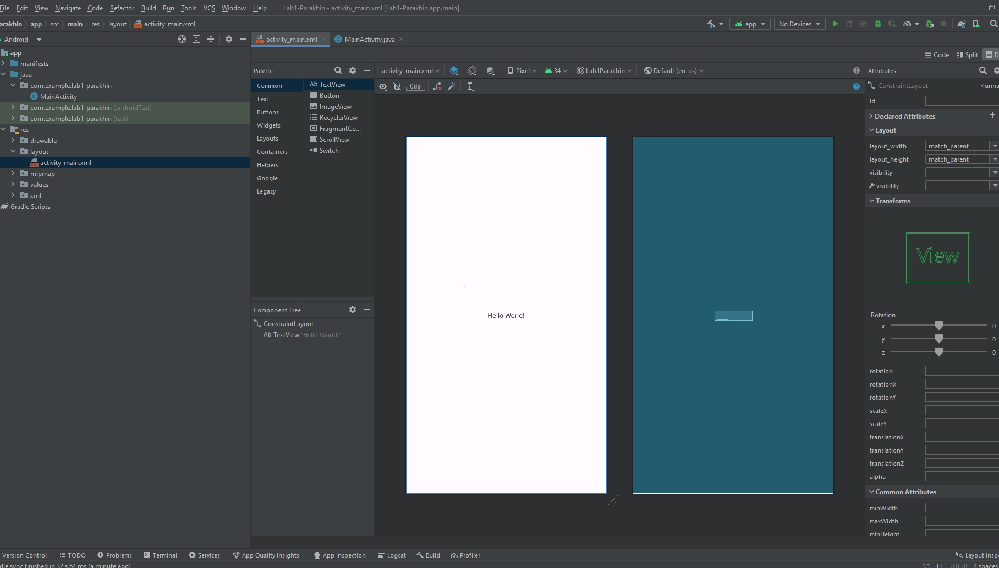 File Edit View Navigate Code Refactor Build Run Tools VCS Window Help Lab1-Parakhin - activity_main.xml [Lab1-Parakhin.app.main]
arakhin app src main res layout activity_main.xml app No Devices
Android activity_main.xml MainActivity.java
Code Split D
app
manifests
java
com.example.lab1_parakhin
MainActivity
com.example.lab1_parakhin (androidTest)
com.example.lab1_parakhin (test)
res
drawable
layout
activity_main.xml
mipmap
values
xml
Gradle Scripts
Palette
Common
Text
Buttons
Widgets
Layouts
Containers
Helpers
Google
Legacy
Ab TextView
Button
ImageView
RecyclerView
FragmentCo...
ScrollView
Switch
Component Tree
ConstraintLayout
Ab TextView "Hello World!"
activity_main.xml Pixel 34 Lab1Parakhin Default (en-us)
0dp
Hello World!
Attributes
ConstraintLayout <unna
id
Declared Attributes
Layout
layout_width match_parent
layout_height match_parent
visibility
visibility
Transforms
View
Rotation
x 0
y 0
z 0
rotation
rotationX
rotationY
scaleX
scaleY
translationX
translationY
translationZ
alpha
Common Attributes
minWidth
maxWidth
minHeight
Version Control TODO Problems Terminal Services App Quality Insights App Inspection Logcat Build Profiler Layout Inspe
dle sync finished in 32 s 64 ms (a minute ago) 1:1 LF UTF-8 4 spaces